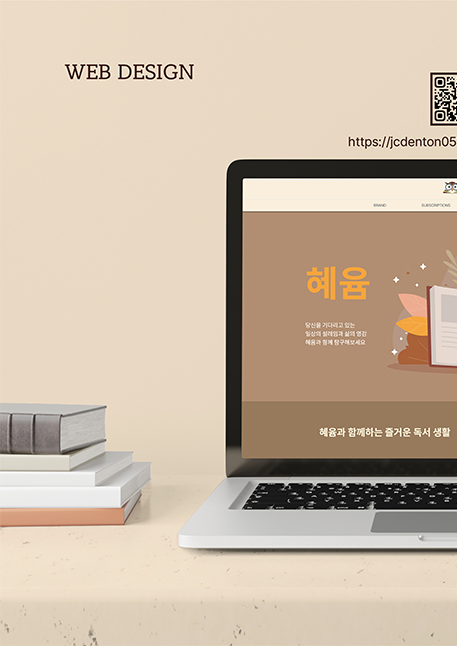 WEB DESIGN
https://jcdenton05
BRAND
SUBSCRIPTIONS
혜윰
당신을 기다리고 있는
일상의 설레임과 삶의 영감
혜윰과 함께 탐구해보세요
혜윰과 함께하는 즐거운 독서 생활